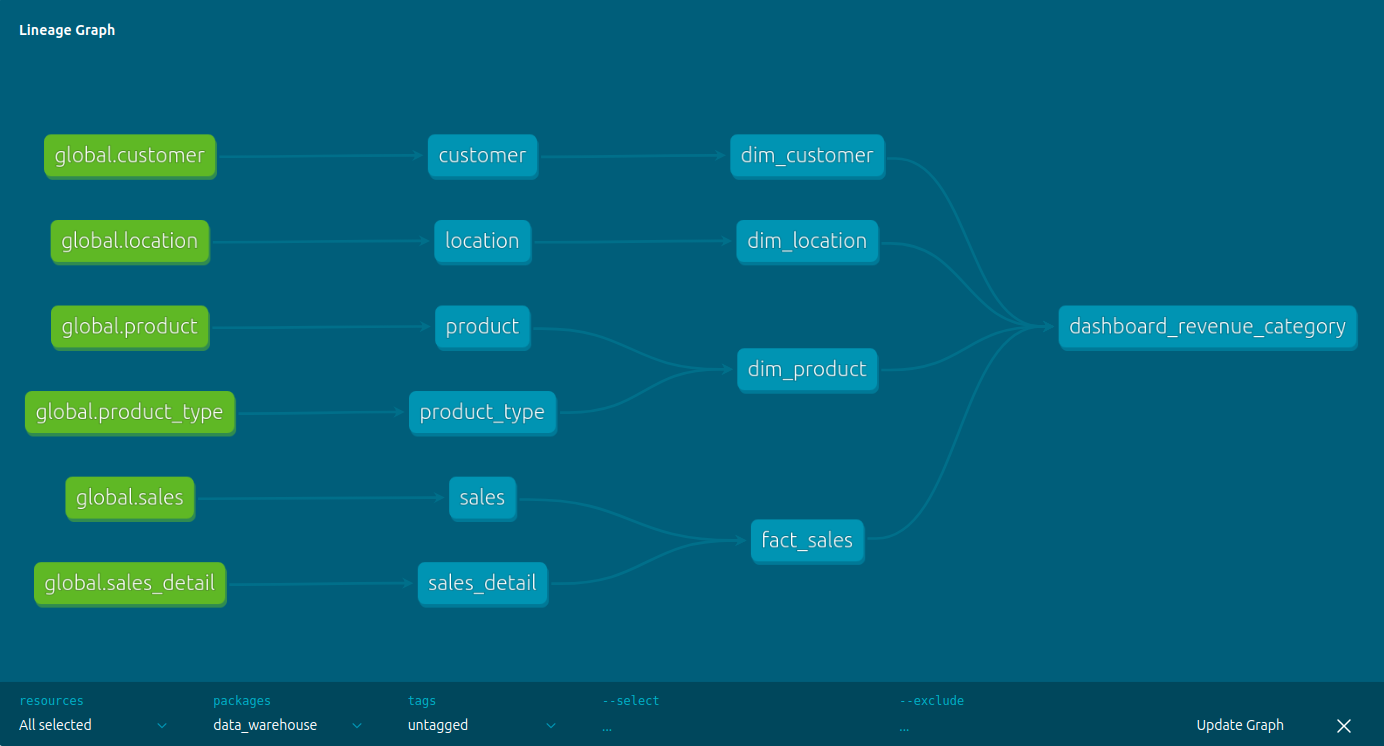 Lineage Graph
global.customer
customer
dim_customer
global.location
location
dim_location
global.product
product
dashboard_revenue_category
dim_product
global.product_type
product_type
global.sales
sales
fact_sales
global.sales_detail
sales_detail
resources packages tags --select --exclude
All selected data_warehouse untagged ... ... Update Graph